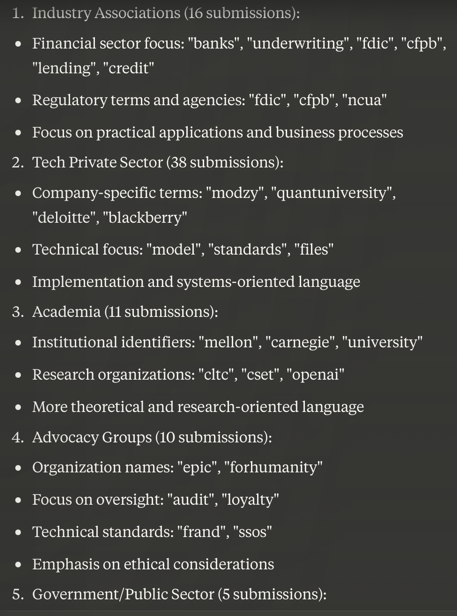 1. Industry Associations (16 submissions):
• Financial sector focus: "banks", "underwriting", "fdic", "cfpb",
"lending", "credit"
• Regulatory terms and agencies: "fdic", "cfpb", "ncua"
• Focus on practical applications and business processes
2. Tech Private Sector (38 submissions):
• Company-specific terms: "modzy", "quantuniversity",
"deloitte", "blackberry"
• Technical focus: "model", "standards", "files"
• Implementation and systems-oriented language
3. Academia (11 submissions):
• Institutional identifiers: "mellon", "carnegie", "university"
• Research organizations: "cltc", "cset", "openai"
• More theoretical and research-oriented language
4. Advocacy Groups (10 submissions):
• Organization names: "epic", "forhumanity"
• Focus on oversight: "audit", "loyalty"
• Technical standards: "frand", "ssos"
• Emphasis on ethical considerations
5. Government/Public Sector (5 submissions):